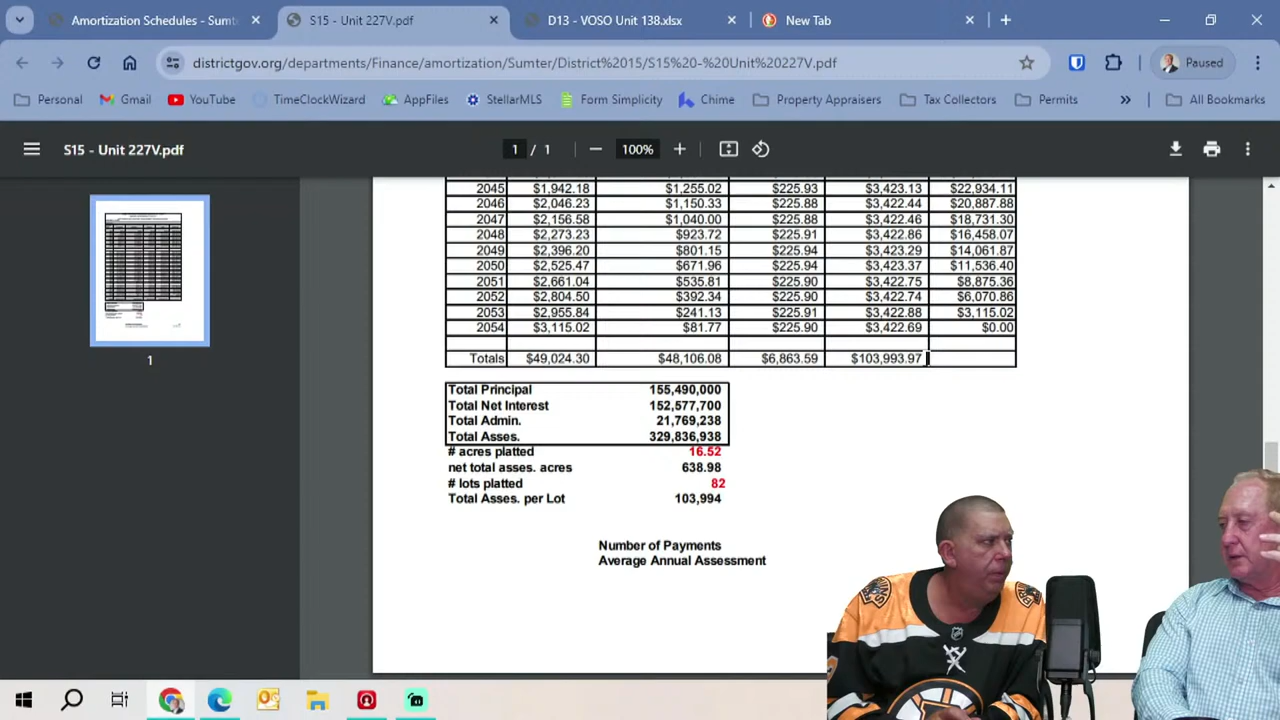 Amortization Schedules - Sumt
S15 - Unit 227V.pdf
D13 - VOSO Unit 138.xlsx
New Tab
districtgov.org/departments/Finance/amortization/Sumter/District%2015/S15%20-%20Unit%20227V.pdf
Paused
Personal Gmail YouTube TimeClockWizard AppFiles StellarMLS Form Simplicity Chime Property Appraisers Tax Collectors Permits » All Bookmarks
S15 - Unit 227V.pdf 1 / 1 100%
1
2045 $1,942.18 $1,255.02 $225.93 $3,423.13 $22,934.11
2046 $2,046.23 $1,150.33 $225.88 $3,422.44 $20,887.88
2047 $2,156.58 $1,040.00 $225.88 $3,422.46 $18,731.30
2048 $2,273.23 $923.72 $225.91 $3,422.86 $16,458.07
2049 $2,396.20 $801.15 $225.94 $3,423.29 $14,061.87
2050 $2,525.47 $671.96 $225.94 $3,423.37 $11,536.40
2051 $2,661.04 $535.81 $225.90 $3,422.75 $8,875.36
2052 $2,804.50 $392.34 $225.90 $3,422.74 $6,070.86
2053 $2,955.84 $241.13 $225.91 $3,422.88 $3,115.02
2054 $3,115.02 $81.77 $225.90 $3,422.69 $0.00
Totals $49,024.30 $48,106.08 $6,863.59 $103,993.97
Total Principal 155,490,000
Total Net Interest 152,577,700
Total Admin. 21,769,238
Total Asses. 329,836,938
# acres platted 16.52
net total asses. acres 638.98
# lots platted 82
Total Asses. per Lot 103,994
Number of Payments
Average Annual Assessment